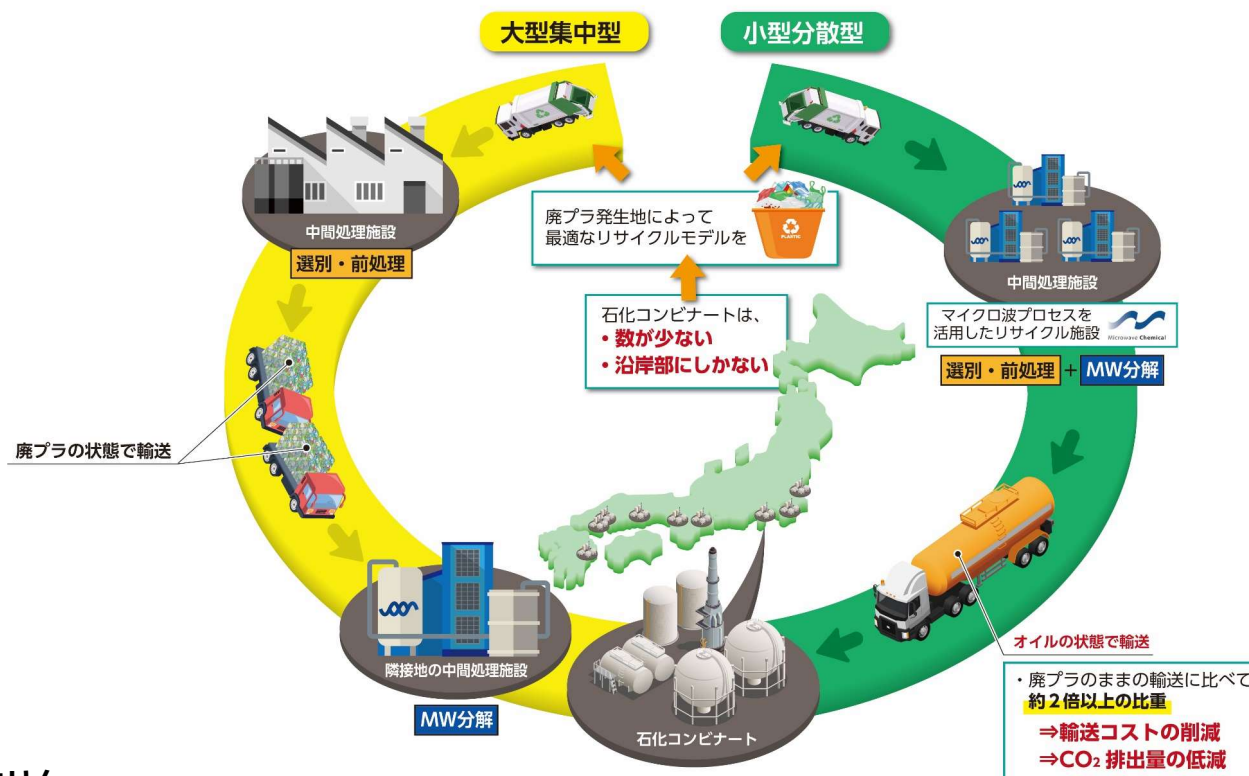 大型集中型
小型分散型
中間処理施設
選別・前処理
廃プラ発生地によって
最適なリサイクルモデルを
PLASTIC
石化コンビナートは、
・数が少ない
・沿岸部にしかない
中間処理施設
マイクロ波プロセスを
活用したリサイクル施設
Microwave Chemical
選別・前処理 + MW分解
廃プラの状態で輸送
隣接地の中間処理施設
MW分解
石化コンビナート
オイルの状態で輸送
・廃プラのままの輸送に比べて
約2倍以上の比重
⇒輸送コストの削減
⇒CO₂ 排出量の低減